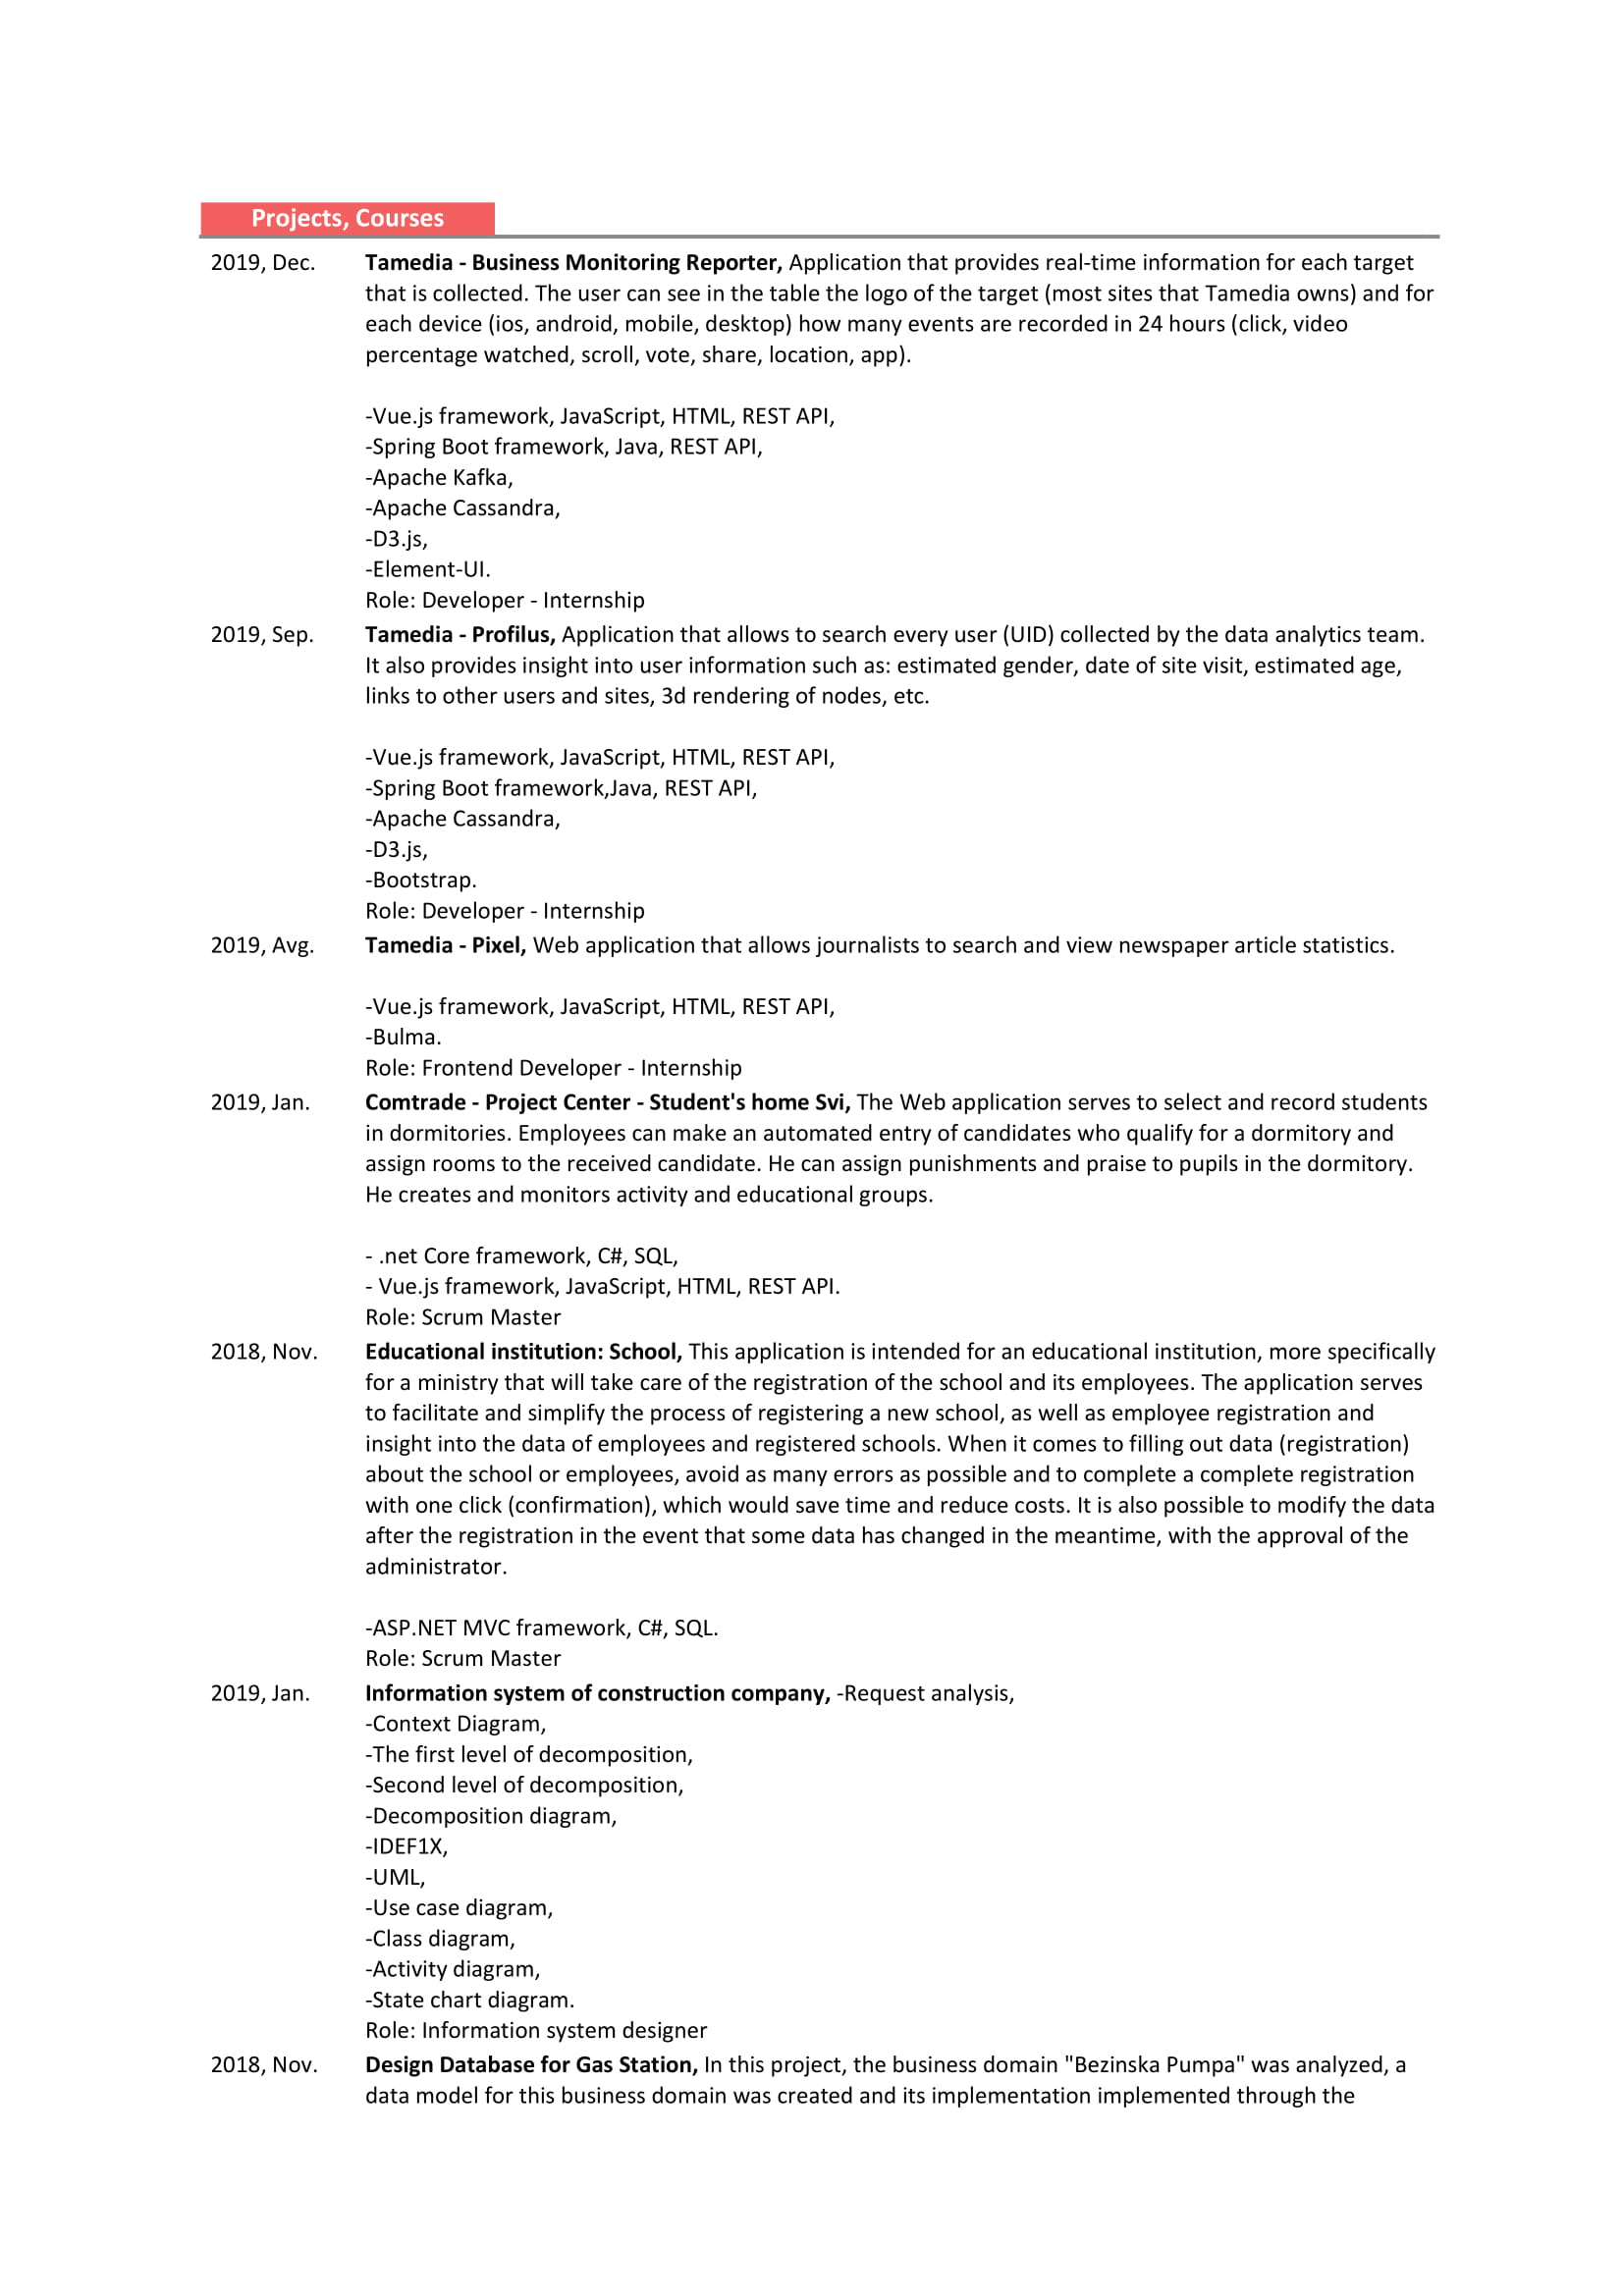 Projects, Courses
2019, Dec. Tamedia - Business Monitoring Reporter, Application that provides real-time information for each target
that is collected. The user can see in the table the logo of the target (most sites that Tamedia owns) and for
each device (ios, android, mobile, desktop) how many events are recorded in 24 hours (click, video
percentage watched, scroll, vote, share, location, app).
-Vue.js framework, JavaScript, HTML, REST API,
-Spring Boot framework, Java, REST API,
-Apache Kafka,
-Apache Cassandra,
-D3.js,
-Element-UI.
Role: Developer - Internship
2019, Sep. Tamedia - Profilus, Application that allows to search every user (UID) collected by the data analytics team.
It also provides insight into user information such as: estimated gender, date of site visit, estimated age,
links to other users and sites, 3d rendering of nodes, etc.
-Vue.js framework, JavaScript, HTML, REST API,
-Spring Boot framework,Java, REST API,
-Apache Cassandra,
-D3.js,
-Bootstrap.
Role: Developer - Internship
2019, Avg. Tamedia - Pixel, Web application that allows journalists to search and view newspaper article statistics.
-Vue.js framework, JavaScript, HTML, REST API,
-Bulma.
Role: Frontend Developer - Internship
2019, Jan. Comtrade - Project Center - Student's home Svi, The Web application serves to select and record students
in dormitories. Employees can make an automated entry of candidates who qualify for a dormitory and
assign rooms to the received candidate. He can assign punishments and praise to pupils in the dormitory.
He creates and monitors activity and educational groups.
- .net Core framework, C#, SQL,
- Vue.js framework, JavaScript, HTML, REST API.
Role: Scrum Master
2018, Nov. Educational institution: School, This application is intended for an educational institution, more specifically
for a ministry that will take care of the registration of the school and its employees. The application serves
to facilitate and simplify the process of registering a new school, as well as employee registration and
insight into the data of employees and registered schools. When it comes to filling out data (registration)
about the school or employees, avoid as many errors as possible and to complete a complete registration
with one click (confirmation), which would save time and reduce costs. It is also possible to modify the data
after the registration in the event that some data has changed in the meantime, with the approval of the
administrator.
-ASP.NET MVC framework, C#, SQL.
Role: Scrum Master
2019, Jan. Information system of construction company, -Request analysis,
-Context Diagram,
-The first level of decomposition,
-Second level of decomposition,
-Decomposition diagram,
-IDEF1X,
-UML,
-Use case diagram,
-Class diagram,
-Activity diagram,
-State chart diagram.
Role: Information system designer
2018, Nov. Design Database for Gas Station, In this project, the business domain "Bezinska Pumpa" was analyzed, a
data model for this business domain was created and its implementation implemented through the